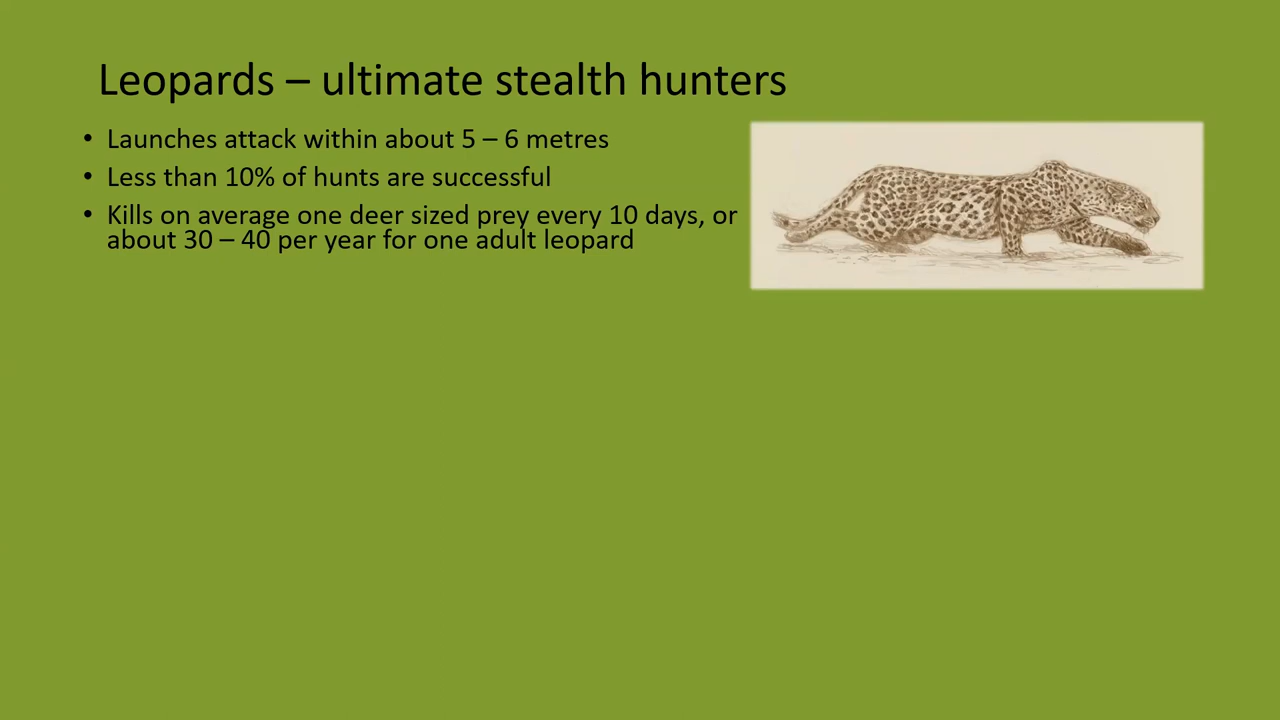 Leopards – ultimate stealth hunters
• Launches attack within about 5 – 6 metres
• Less than 10% of hunts are successful
• Kills on average one deer sized prey every 10 days, or
about 30 – 40 per year for one adult leopard